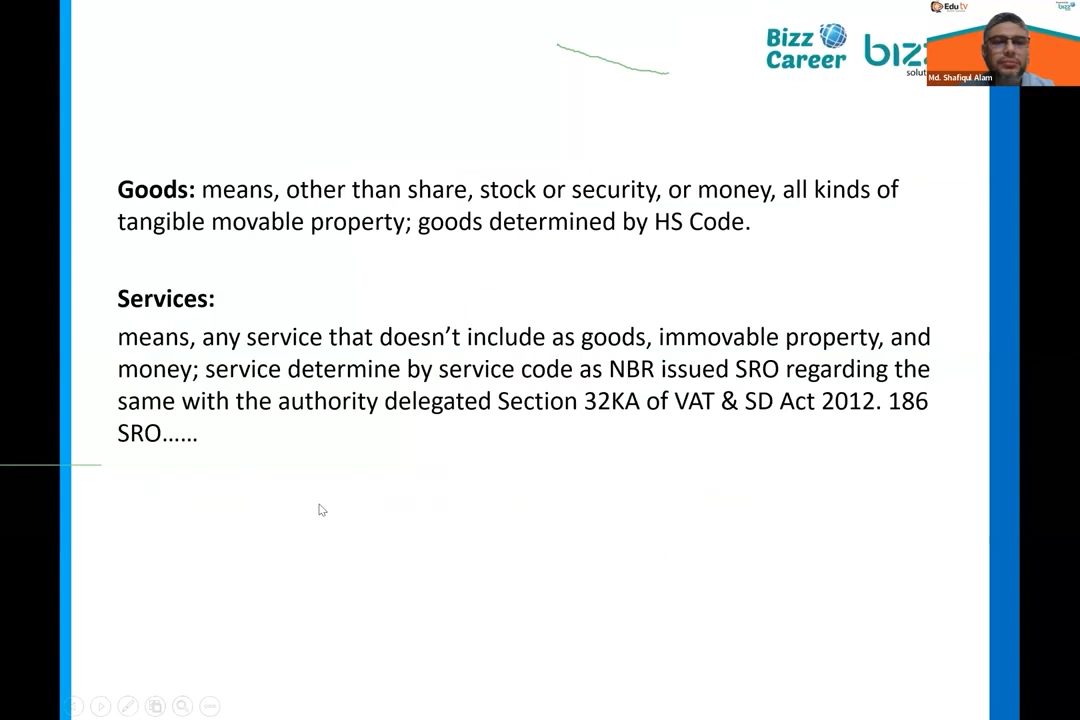 Edu tv
Bizz
Career
bizz
solut
Md. Shafiqul Alam
Goods: means, other than share, stock or security, or money, all kinds of
tangible movable property; goods determined by HS Code.
Services:
means, any service that doesn’t include as goods, immovable property, and
money; service determine by service code as NBR issued SRO regarding the
same with the authority delegated Section 32KA of VAT & SD Act 2012. 186
SRO......